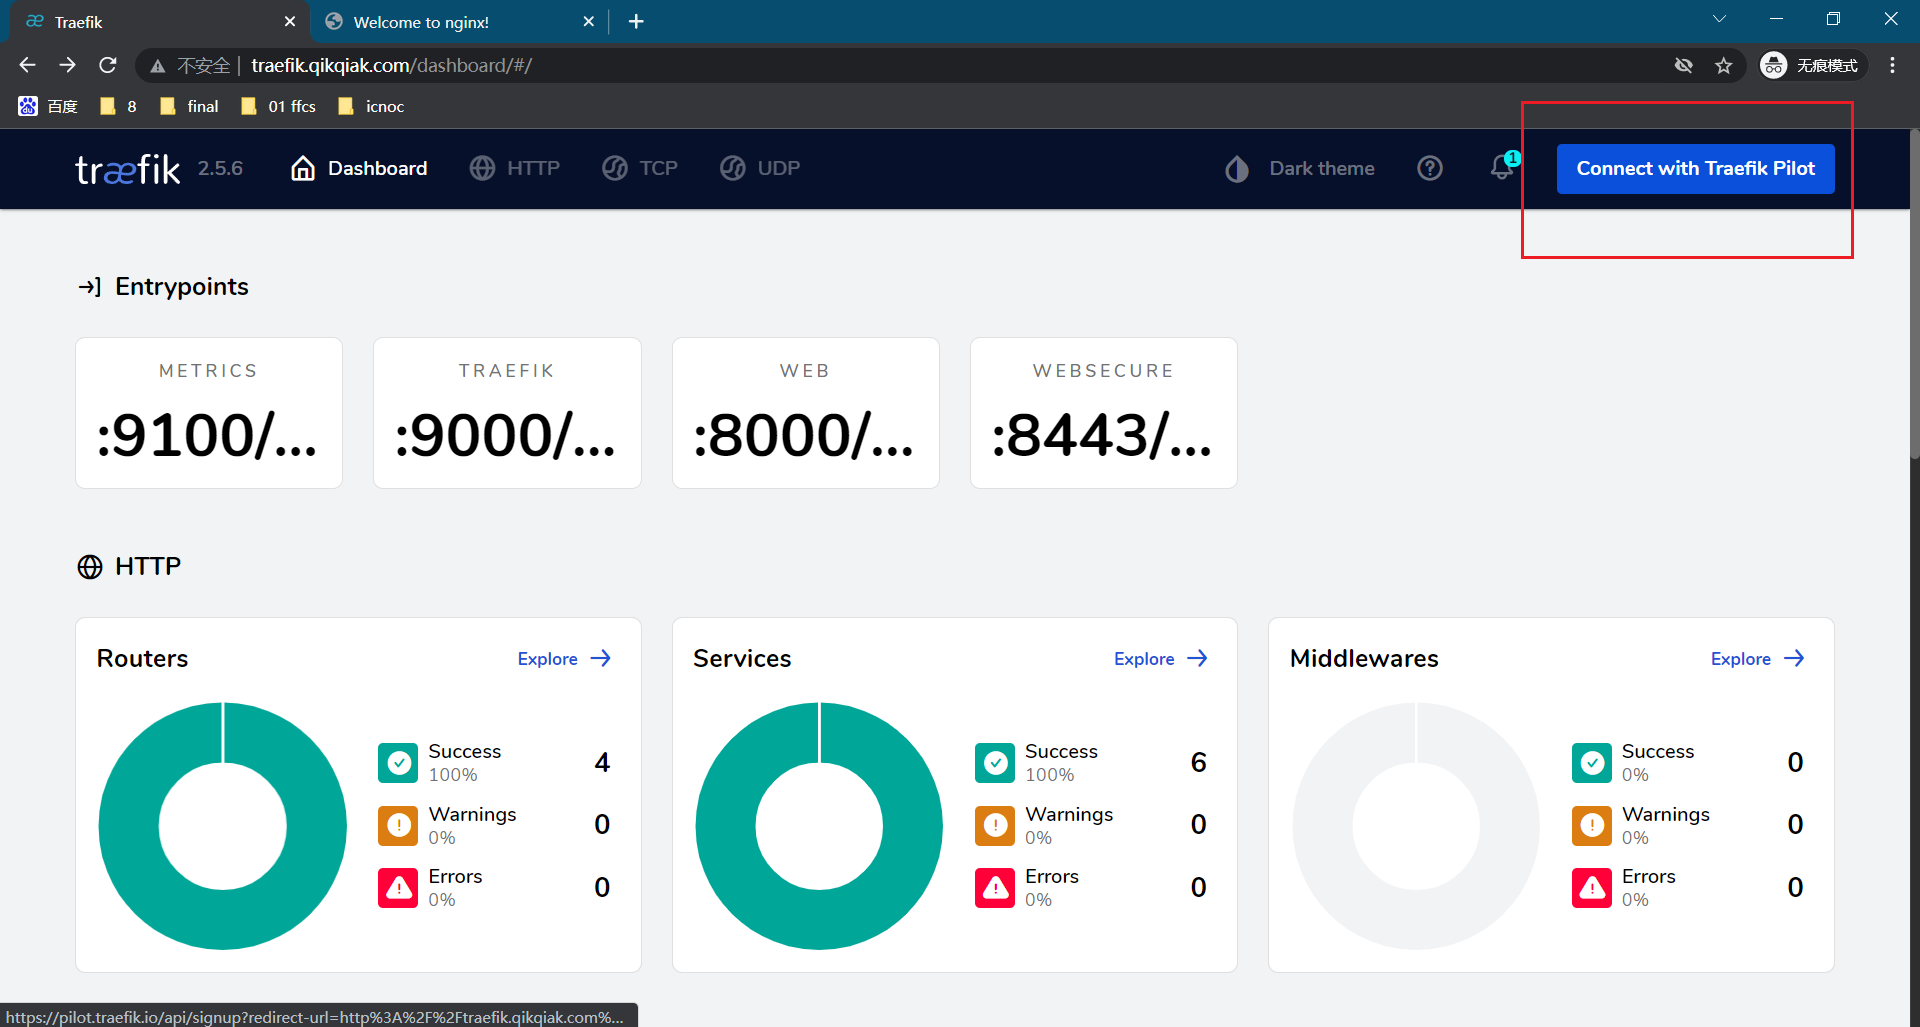 Traefik
Welcome to nginx!
不安全 traefik.qikqiak.com/dashboard/#/
无痕模式
百度 8 final 01 ffcs icnoc
træfik 2.5.6 Dashboard HTTP TCP UDP Dark theme 1 Connect with Traefik Pilot
Entrypoints
METRICS TRAEFIK WEB WEBSECURE
:9100/... :9000/... :8000/... :8443/...
HTTP
Routers Explore
Success 4
100%
Warnings 0
0%
Errors 0
0%
Services Explore
Success 6
100%
Warnings 0
0%
Errors 0
0%
Middlewares Explore
Success 0
0%
Warnings 0
0%
Errors 0
0%
https://pilot.traefik.io/api/signup?redirect-url=http%3A%2F%2Ftraefik.qikqiak.com%...